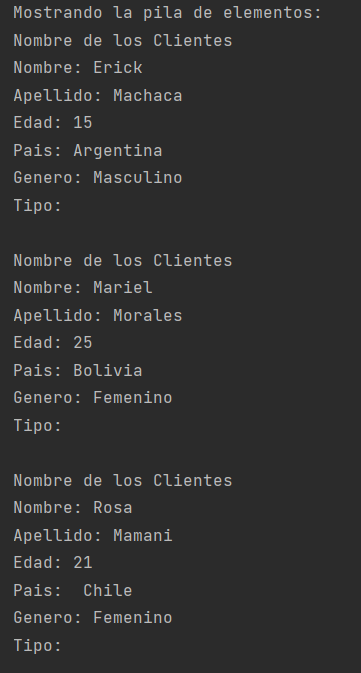 Mostrando la pila de elementos:
Nombre de los Clientes
Nombre: Erick
Apellido: Machaca
Edad: 15
Pais: Argentina
Genero: Masculino
Tipo:

Nombre de los Clientes
Nombre: Mariel
Apellido: Morales
Edad: 25
Pais: Bolivia
Genero: Femenino
Tipo:

Nombre de los Clientes
Nombre: Rosa
Apellido: Mamani
Edad: 21
Pais:  Chile
Genero: Femenino
Tipo: